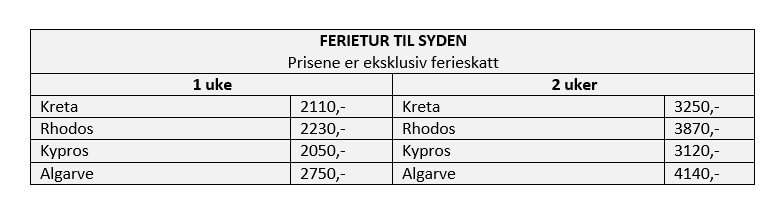 FERIETUR TIL SYDEN
Prisene er eksklusiv ferieskatt
1 uke 2 uker
Kreta 2110,- Kreta 3250,-
Rhodos 2230,- Rhodos 3870,-
Kypros 2050,- Kypros 3120,-
Algarve 2750,- Algarve 4140,-